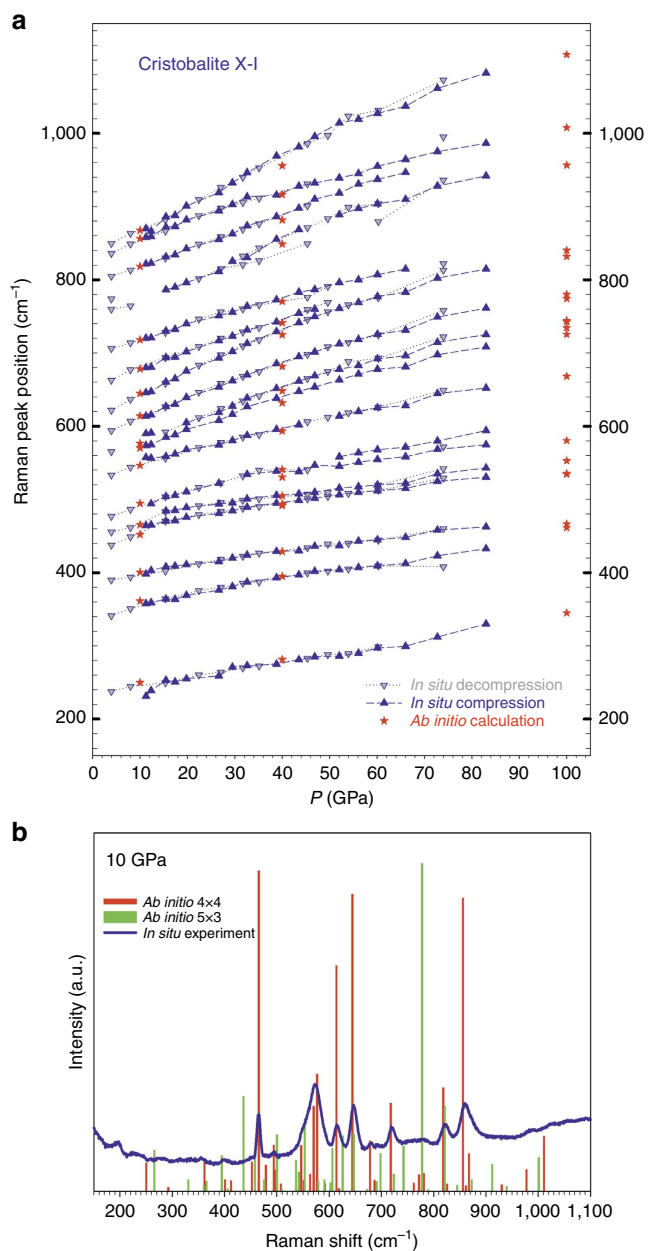 a
Cristobalite X-I
1,000
800
600
400
200
1,000
800
600
400
200
Raman peak position (cm⁻¹)
In situ decompression
In situ compression
Ab initio calculation
0 10 20 30 40 50 60 70 80 90 100
P (GPa)
b
10 GPa
Ab initio 4×4
Ab initio 5×3
In situ experiment
Intensity (a.u.)
200 300 400 500 600 700 800 900 1,000 1,100
Raman shift (cm⁻¹)